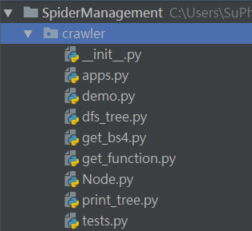 SpiderManagement C:\Users\SuPh
crawler
__init__.py
apps.py
demo.py
dfs_tree.py
get_bs4.py
get_function.py
Node.py
print_tree.py
tests.py